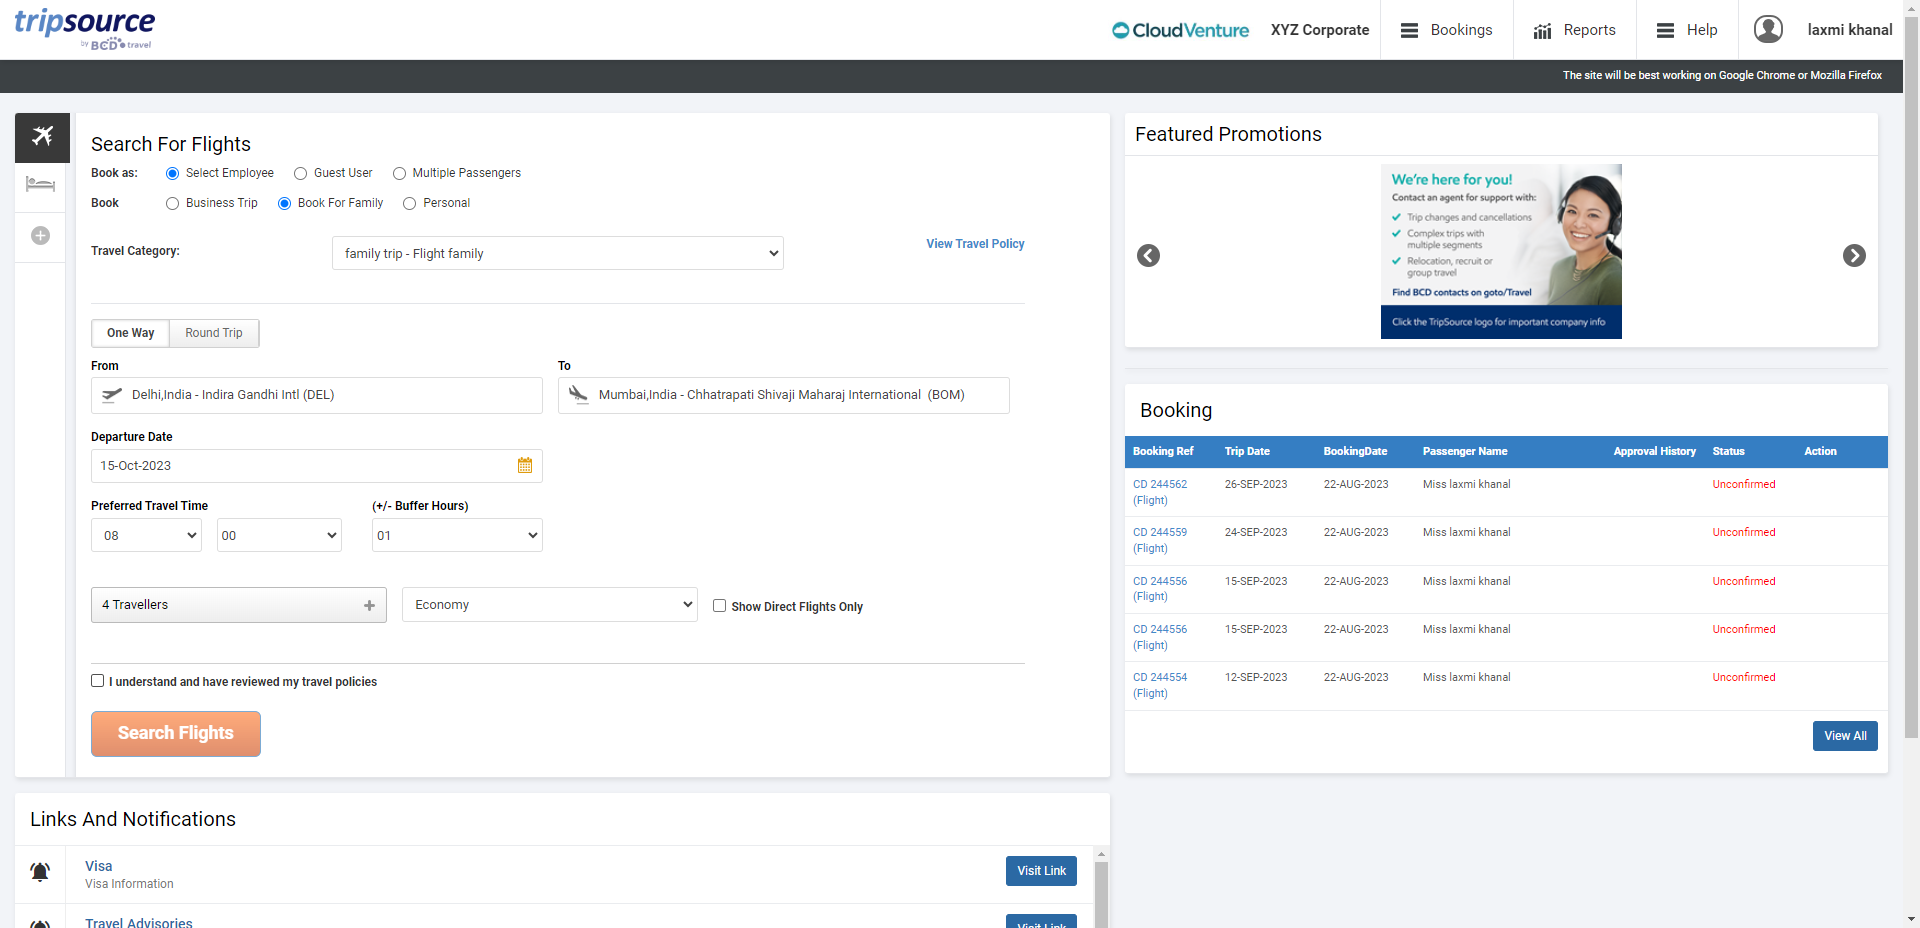 tripsource
by BCD travel
CloudVenture
XYZ Corporate
Bookings
Reports
Help
laxmi khanal
The site will be best working on Google Chrome or Mozilla Firefox
Search For Flights
Book as:
Select Employee
Guest User
Multiple Passengers
Book
Business Trip
Book For Family
Personal
Travel Category:
family trip - Flight family
View Travel Policy
One Way
Round Trip
From
To
Delhi,India - Indira Gandhi Intl (DEL)
Mumbai,India - Chhatrapati Shivaji Maharaj International (BOM)
Departure Date
15-Oct-2023
Preferred Travel Time
(+/- Buffer Hours)
08
00
01
4 Travellers
Economy
Show Direct Flights Only
I understand and have reviewed my travel policies
Search Flights
Links And Notifications
Visa
Visa Information
Visit Link
Travel Advisories
Visit Link
Featured Promotions
We're here for you!
Contact an agent for support with:
Trip changes and cancellations
Complex trips with
multiple segments
Relocation, recruit or
group travel
Find BCD contacts on goto/Travel
Click the TripSource logo for important company info
Booking
Booking Ref Trip Date BookingDate Passenger Name Approval History Status Action
CD 244562 26-SEP-2023 22-AUG-2023 Miss laxmi khanal Unconfirmed
(Flight)
CD 244559 24-SEP-2023 22-AUG-2023 Miss laxmi khanal Unconfirmed
(Flight)
CD 244556 15-SEP-2023 22-AUG-2023 Miss laxmi khanal Unconfirmed
(Flight)
CD 244556 15-SEP-2023 22-AUG-2023 Miss laxmi khanal Unconfirmed
(Flight)
CD 244554 12-SEP-2023 22-AUG-2023 Miss laxmi khanal Unconfirmed
(Flight)
View All